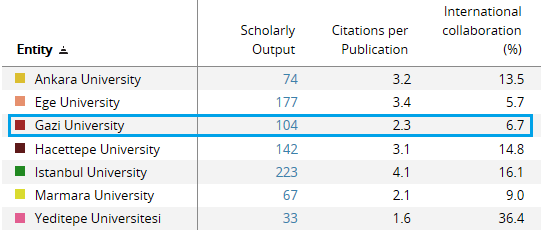 Entity Scholarly Output Citations per Publication International collaboration (%)
Ankara University 74 3.2 13.5
Ege University 177 3.4 5.7
Gazi University 104 2.3 6.7
Hacettepe University 142 3.1 14.8
Istanbul University 223 4.1 16.1
Marmara University 67 2.1 9.0
Yeditepe Universitesi 33 1.6 36.4